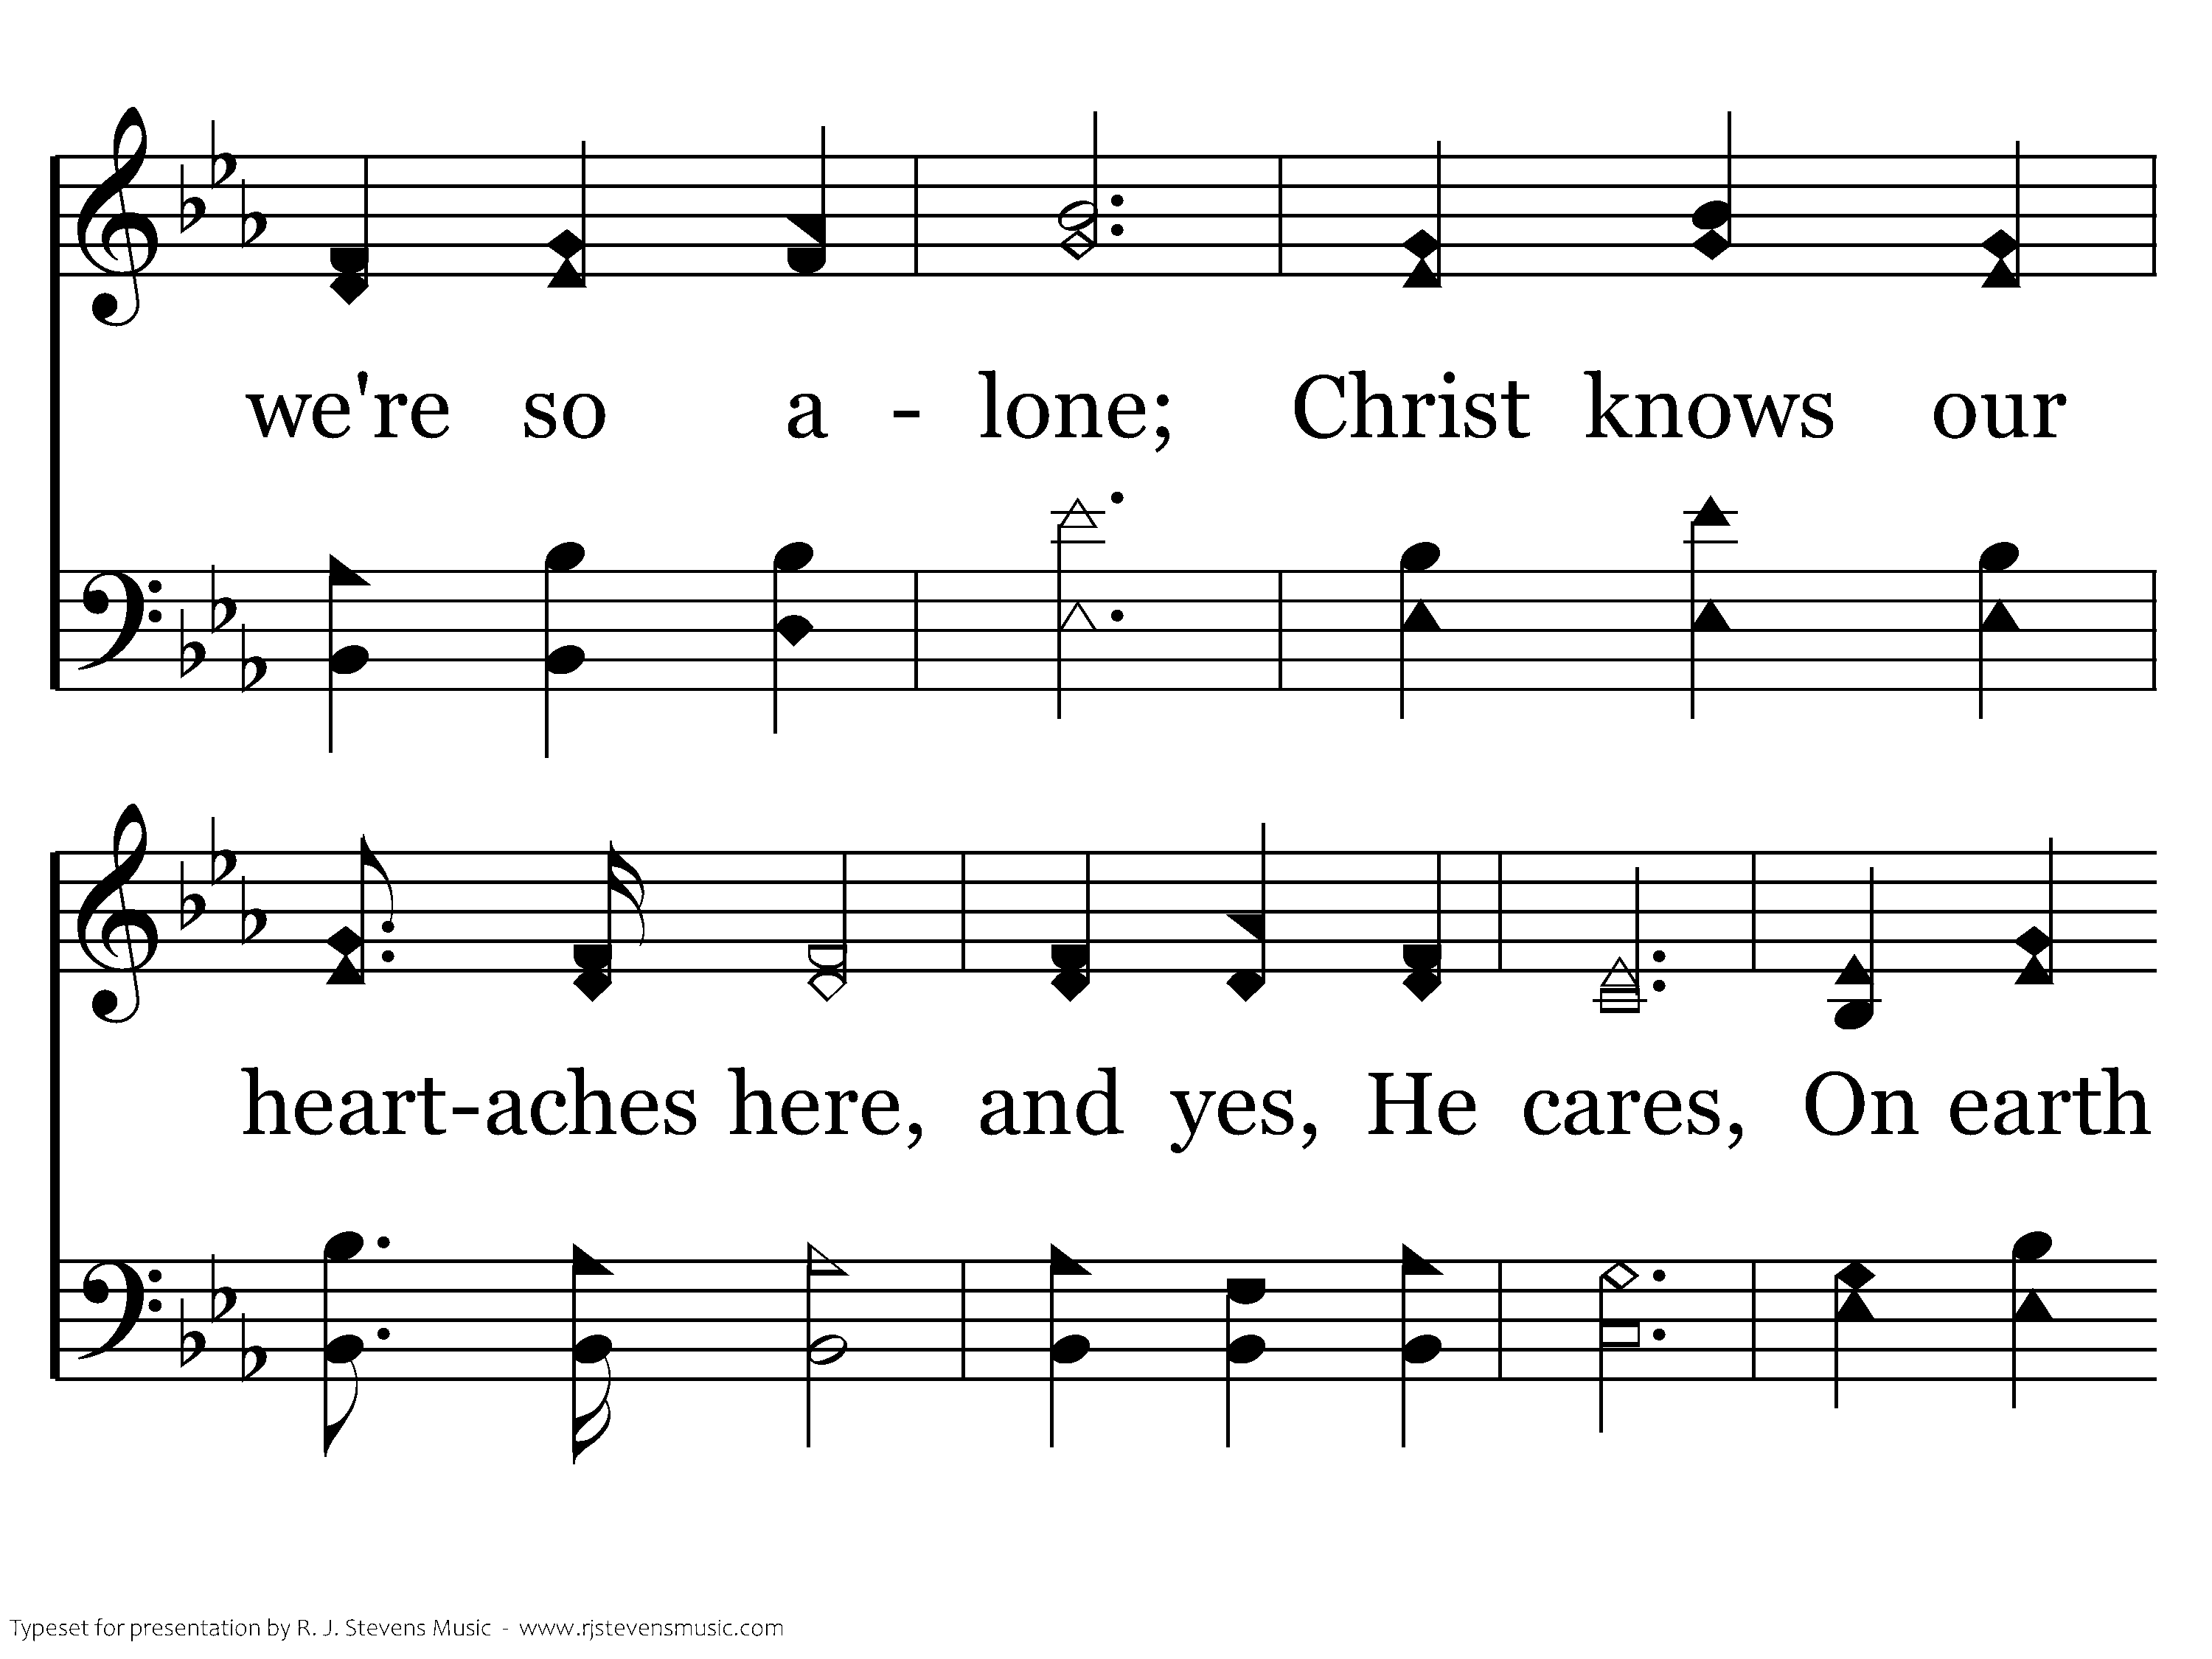 we're so a - lone; Christ knows our
heart-aches here, and yes, He cares, On earth
Typeset for presentation by R. J. Stevens Music - www.rjstevensmusic.com